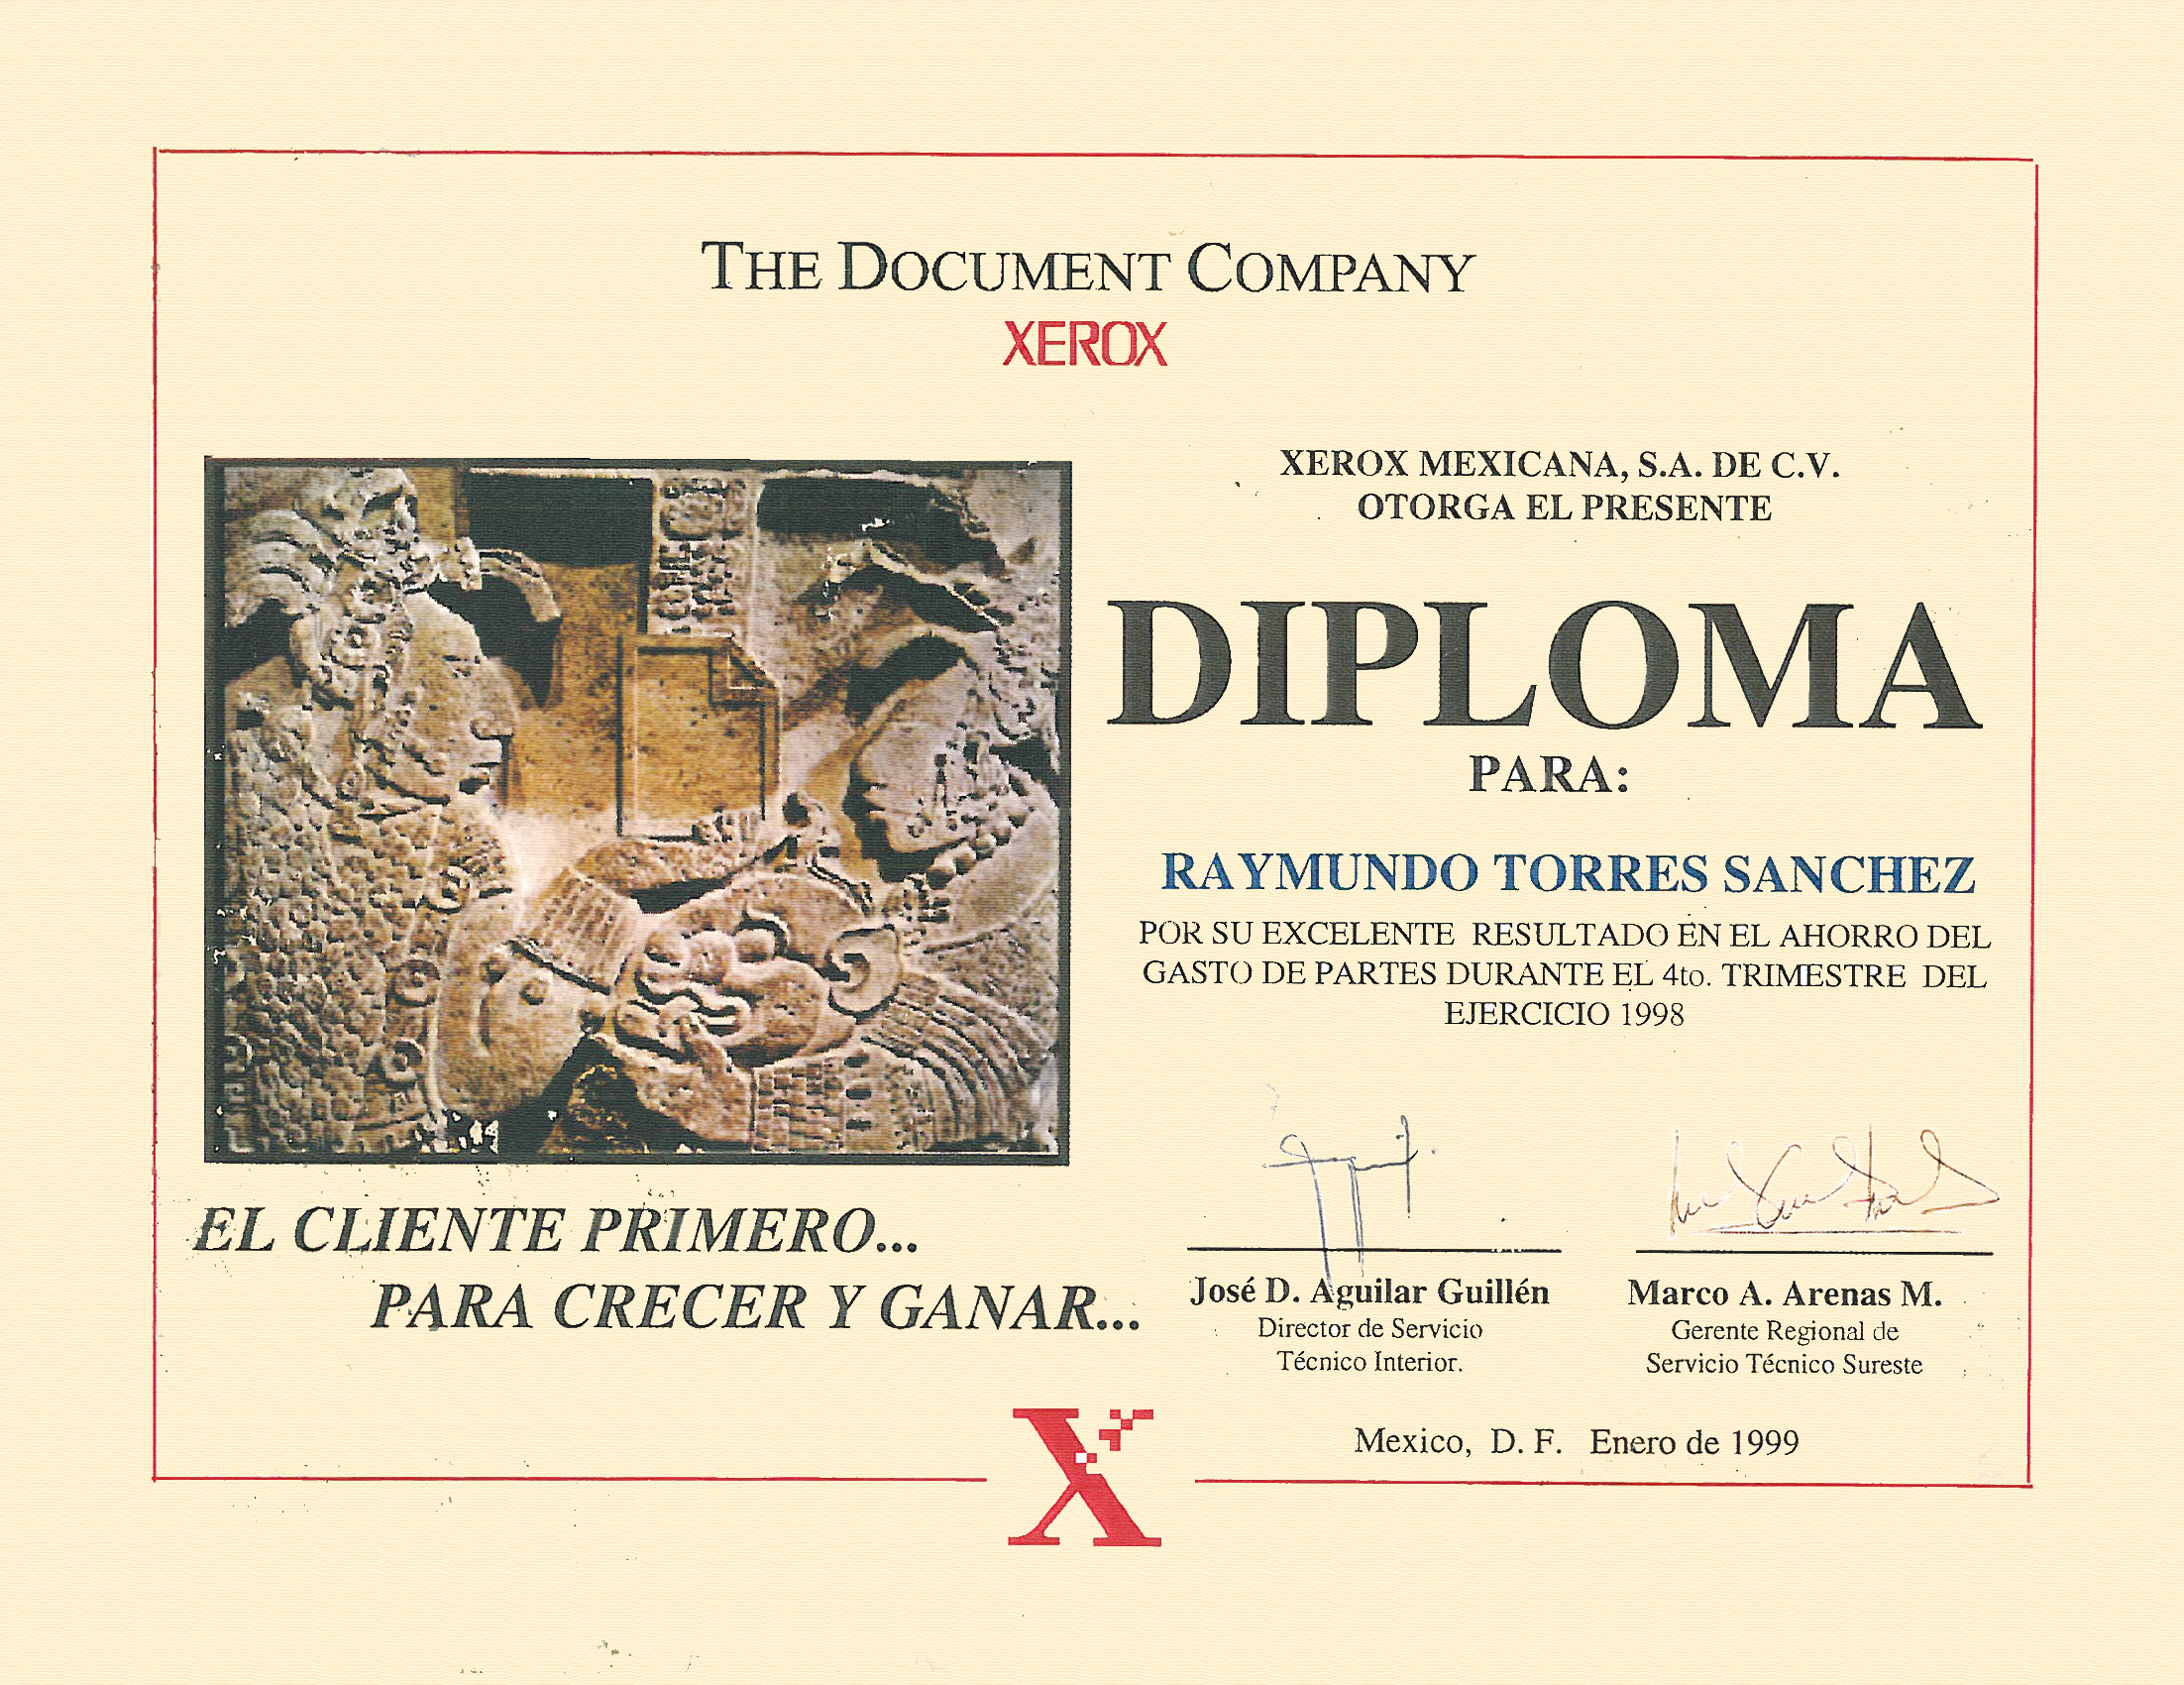 THE DOCUMENT COMPANY
XEROX
XEROX MEXICANA, S.A. DE C.V.
OTORGA EL PRESENTE
DIPLOMA
PARA:
RAYMUNDO TORRES SANCHEZ
POR SU EXCELENTE RESULTADO EN EL AHORRO DEL
GASTO DE PARTES DURANTE EL 4to. TRIMESTRE DEL
EJERCICIO 1998
EL CLIENTE PRIMERO...
PARA CRECER Y GANAR...
José D. Aguilar Guillén
Director de Servicio
Técnico Interior.
Marco A. Arenas M.
Gerente Regional de
Servicio Técnico Sureste
Mexico, D. F. Enero de 1999
X